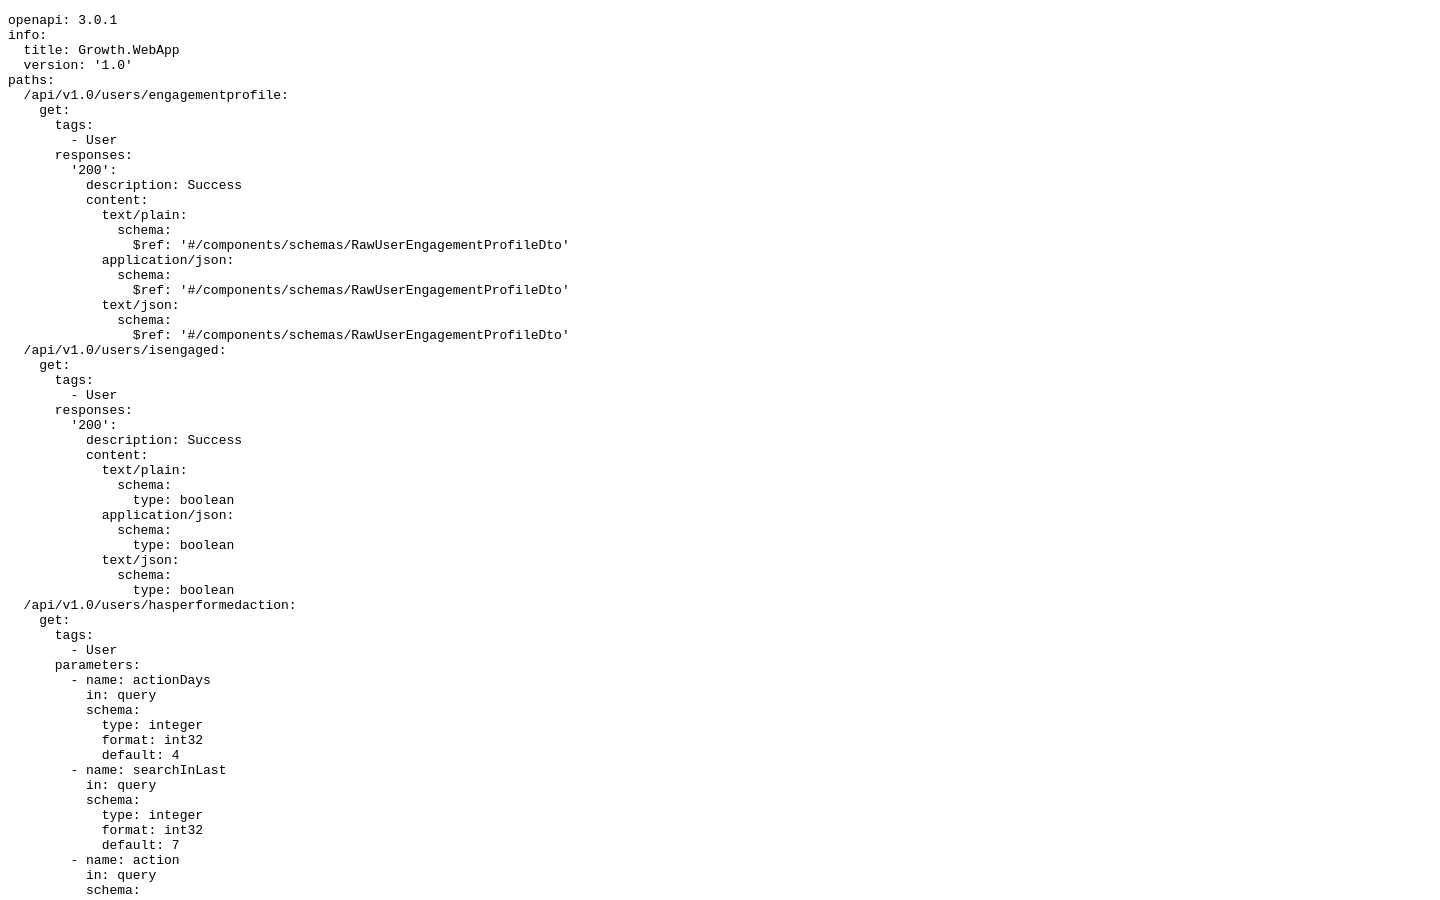 openapi: 3.0.1
info:
  title: Growth.WebApp
  version: '1.0'
paths:
  /api/v1.0/users/engagementprofile:
    get:
      tags:
        - User
      responses:
        '200':
          description: Success
          content:
            text/plain:
              schema:
                $ref: '#/components/schemas/RawUserEngagementProfileDto'
            application/json:
              schema:
                $ref: '#/components/schemas/RawUserEngagementProfileDto'
            text/json:
              schema:
                $ref: '#/components/schemas/RawUserEngagementProfileDto'
  /api/v1.0/users/isengaged:
    get:
      tags:
        - User
      responses:
        '200':
          description: Success
          content:
            text/plain:
              schema:
                type: boolean
            application/json:
              schema:
                type: boolean
            text/json:
              schema:
                type: boolean
  /api/v1.0/users/hasperformedaction:
    get:
      tags:
        - User
      parameters:
        - name: actionDays
          in: query
          schema:
            type: integer
            format: int32
            default: 4
        - name: searchInLast
          in: query
          schema:
            type: integer
            format: int32
            default: 7
        - name: action
          in: query
          schema: